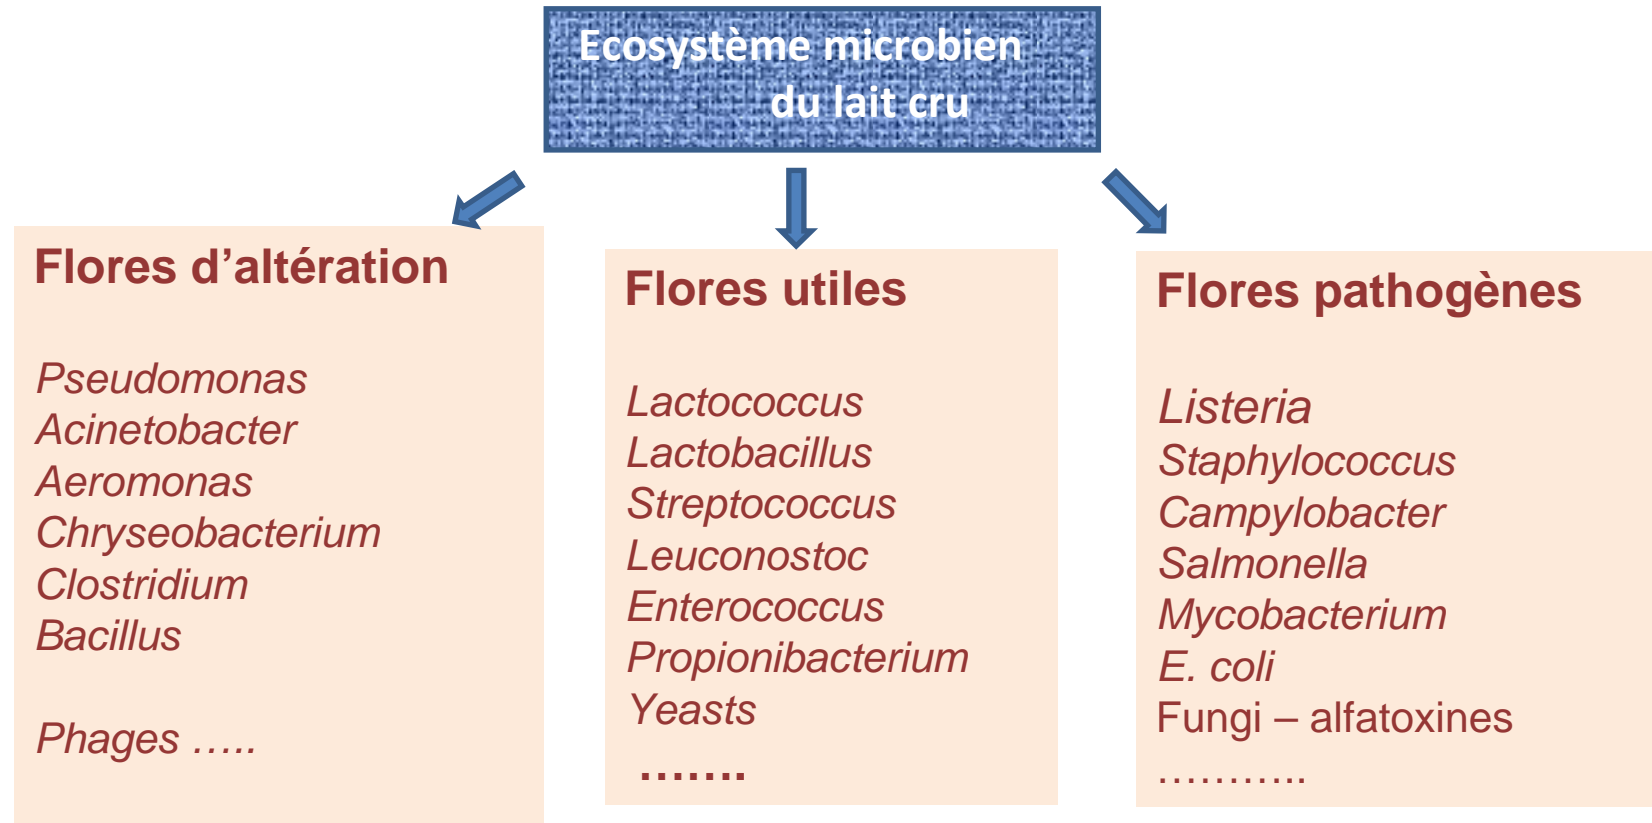 Ecosystème microbien
du lait cru
Flores d’altération
Pseudomonas
Acinetobacter
Aeromonas
Chryseobacterium
Clostridium
Bacillus
Phages …..
Flores utiles
Lactococcus
Lactobacillus
Streptococcus
Leuconostoc
Enterococcus
Propionibacterium
Yeasts
…….
Flores pathogènes
Listeria
Staphylococcus
Campylobacter
Salmonella
Mycobacterium
E. coli
Fungi – alfatoxines
………..